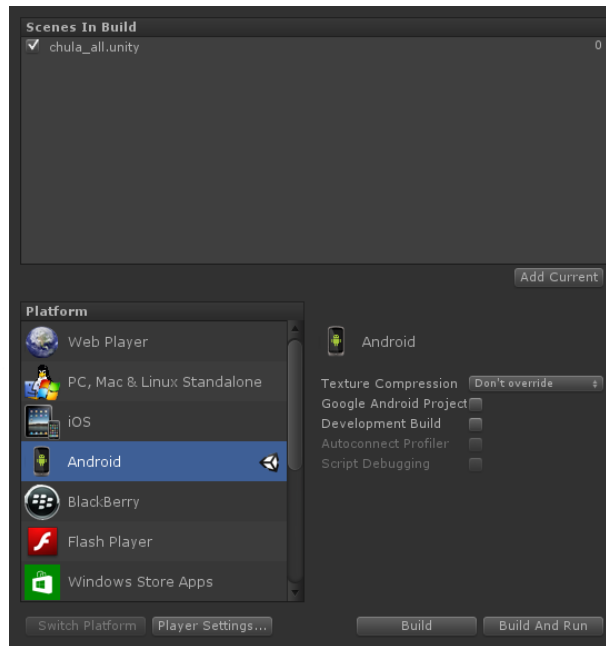 Scenes In Build
chula_all.unity 0
Add Current
Platform
Web Player
PC, Mac & Linux Standalone
iOS
Android
BlackBerry
Flash Player
Windows Store Apps
Android
Texture Compression Don't override
Google Android Project
Development Build
Autoconnect Profiler
Script Debugging
Switch Platform Player Settings... Build Build And Run